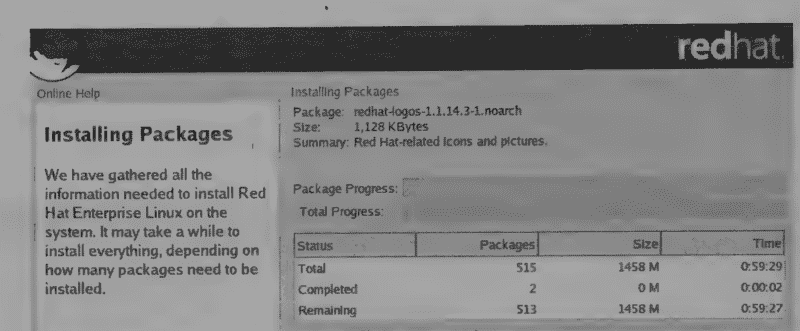 redhat.
Online Help
Installing Packages
We have gathered all the
information needed to install Red
Hat Enterprise Linux on the
system. It may take a while to
install everything, depending on
how many packages need to be
installed.
Installing Packages
Package: redhat-logos-1.1.14.3-1.noarch
Size: 1,128 KBytes
Summary: Red Hat-related icons and pictures.
Package Progress:
Total Progress:
Status Packages Size Time
Total 515 1458 M 0:59:29
Completed 2 0 M 0:00:02
Remaining 513 1458 M 0:59:27